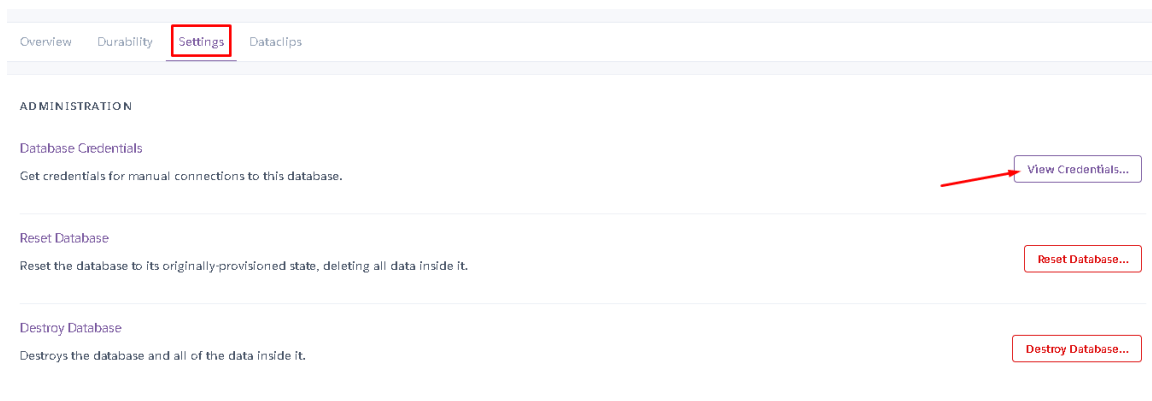 Overview Durability Settings Dataclips
ADMINISTRATION
Database Credentials
Get credentials for manual connections to this database.
View Credentials...
Reset Database
Reset the database to its originally-provisioned state, deleting all data inside it.
Reset Database...
Destroy Database
Destroys the database and all of the data inside it.
Destroy Database...